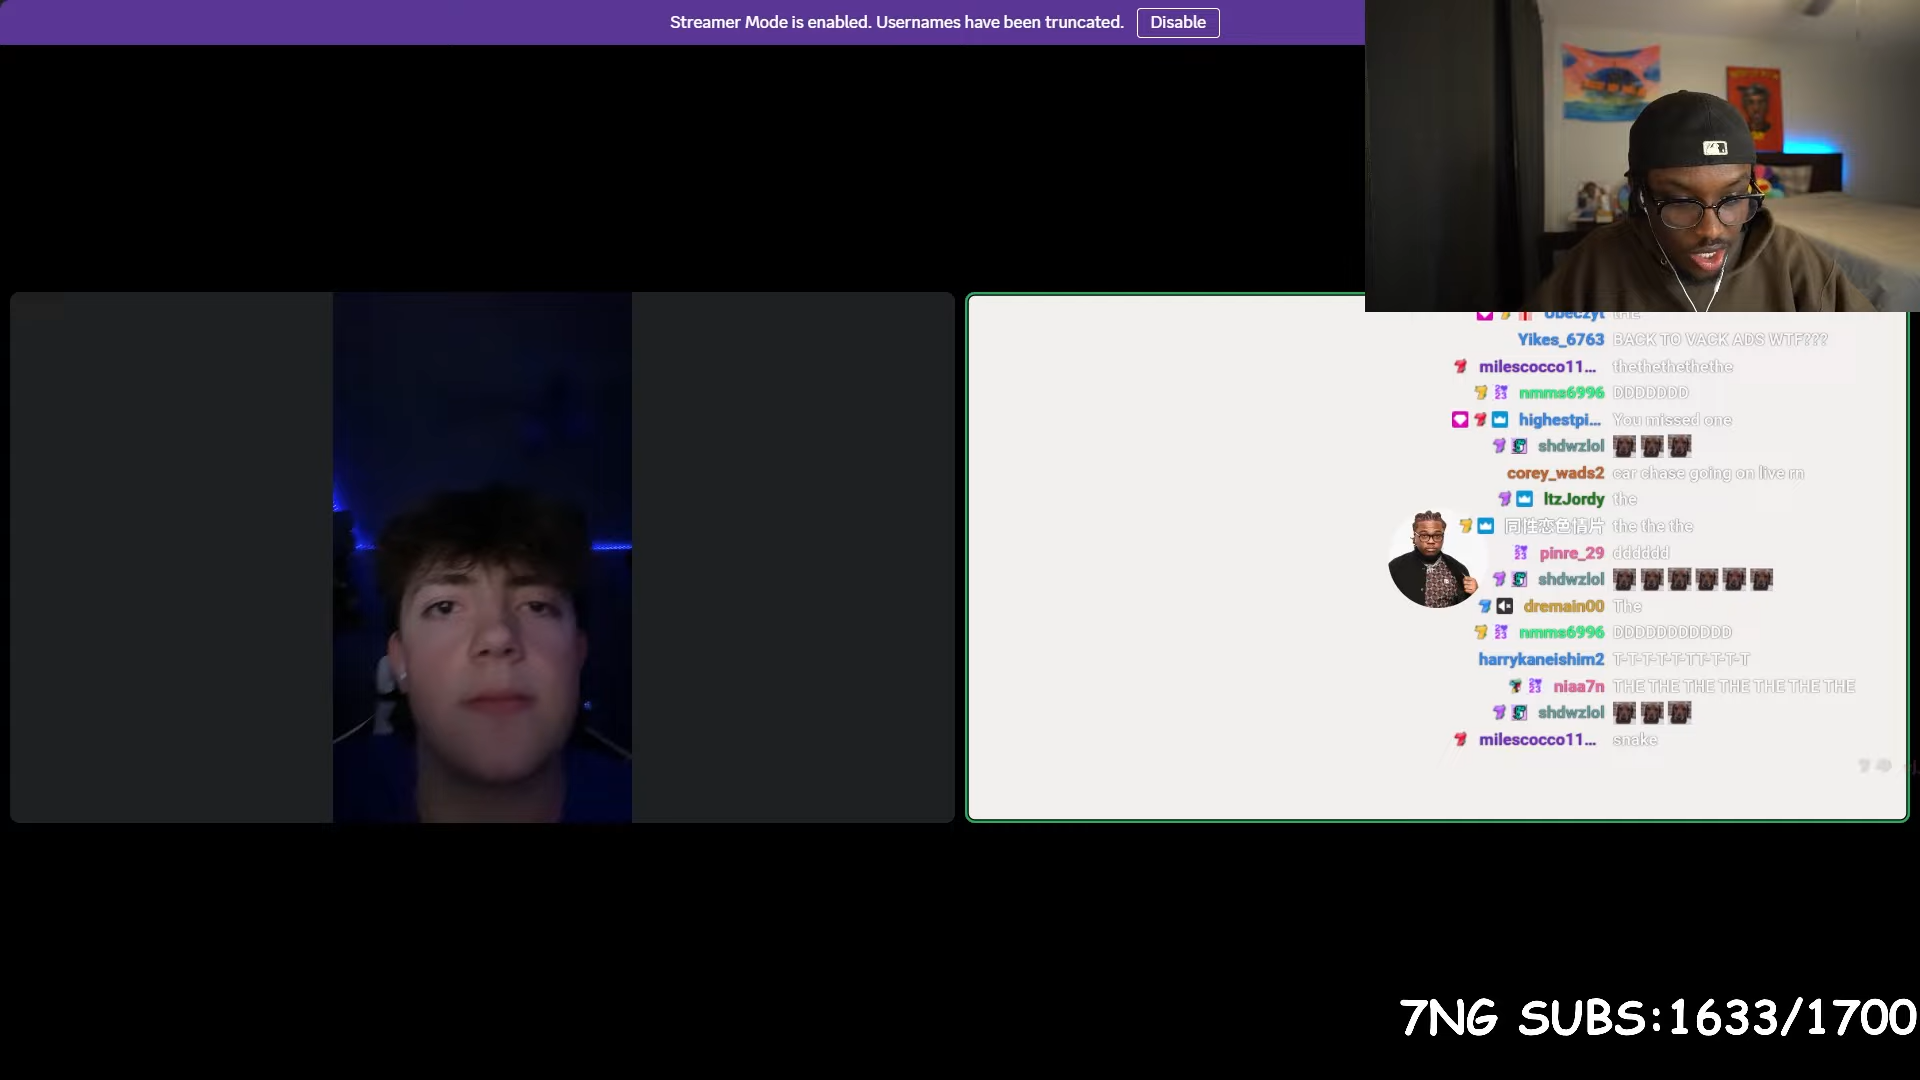 Streamer Mode is enabled. Usernames have been truncated. Disable
obeczyt tHE
Yikes_6763 BACK TO VACK ADS WTF???
milescocco11... thethethethethe
nmms6996 DDDDDDD
highestpi... You missed one
shdwzlol
corey_wads2 car chase going on live rn
ItzJordy the
同性恋色情片 the the the
pinre_29 dddddd
shdwzlol
dremain00 The
nmms6996 DDDDDDDDDDD
harrykaneishim2 T-T-T-T-T-TT-T-T-T
niaa7n THE THE THE THE THE THE THE
shdwzlol
milescocco11... snake
7NG SUBS:1633/1700